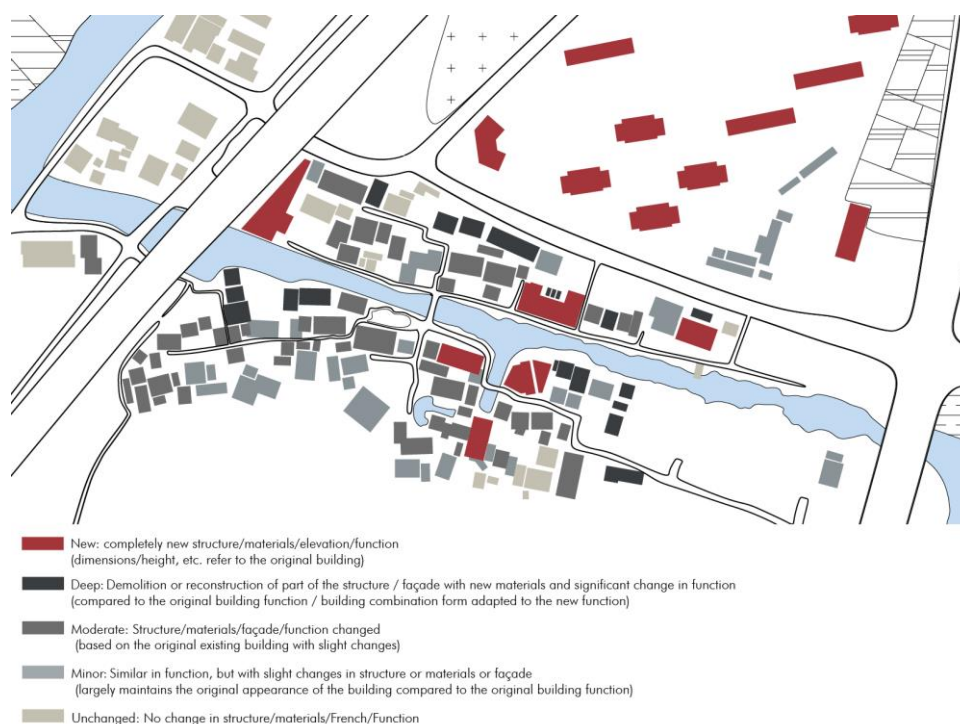 New: completely new structure/materials/elevation/function
(dimensions/height, etc. refer to the original building)
Deep: Demolition or reconstruction of part of the structure / façade with new materials and significant change in function
(compared to the original building function / building combination form adapted to the new function)
Moderate: Structure/materials/façade/function changed
(based on the original existing building with slight changes)
Minor: Similar in function, but with slight changes in structure or materials or façade
(largely maintains the original appearance of the building compared to the original building function)
Unchanged: No change in structure/materials/French/Function